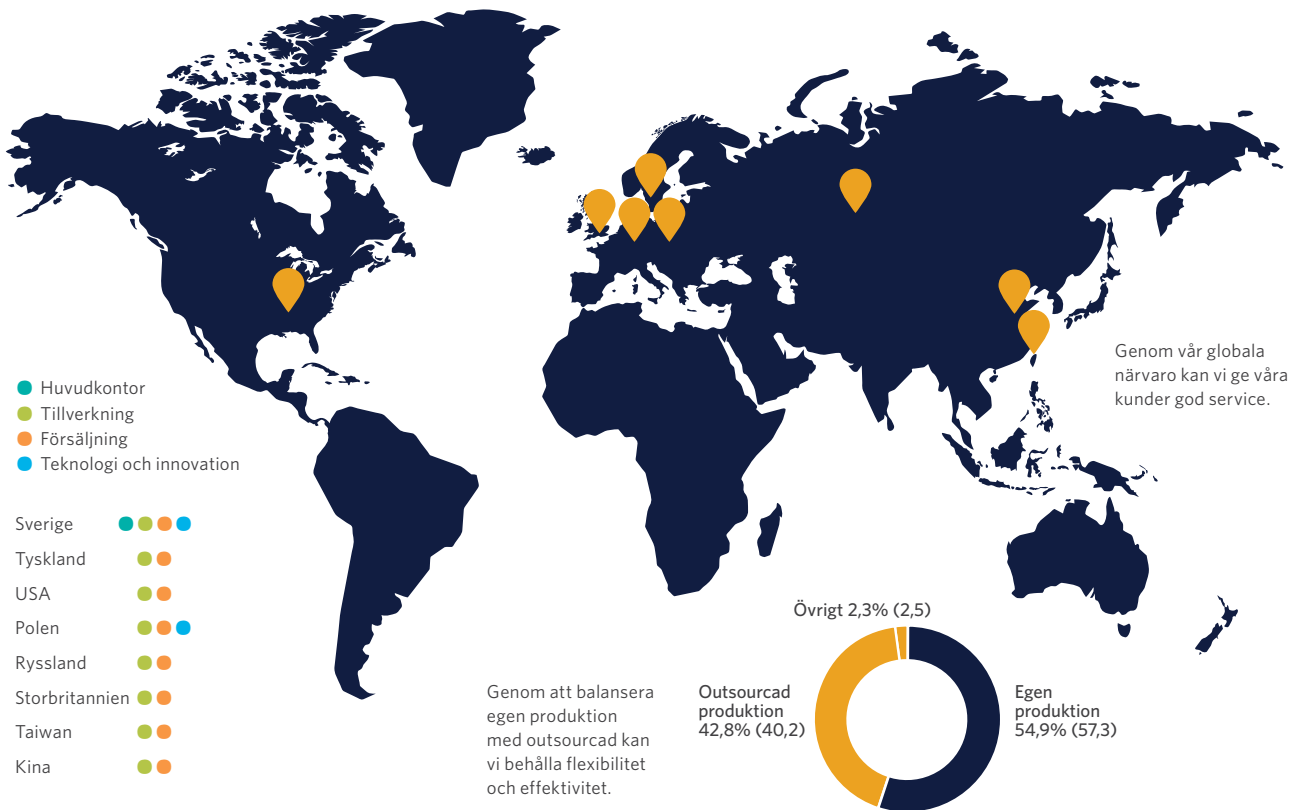 Genom vår globala
närvaro kan vi ge våra
kunder god service.
Huvudkontor
Tillverkning
Försäljning
Teknologi och innovation
Sverige
Tyskland
USA
Polen
Ryssland
Storbritannien
Taiwan
Kina
Genom att balansera
egen produktion
med outsourcad kan
vi behålla flexibilitet
och effektivitet.
Övrigt 2,3% (2,5)
Outsourcad
produktion
42,8% (40,2)
Egen
produktion
54,9% (57,3)